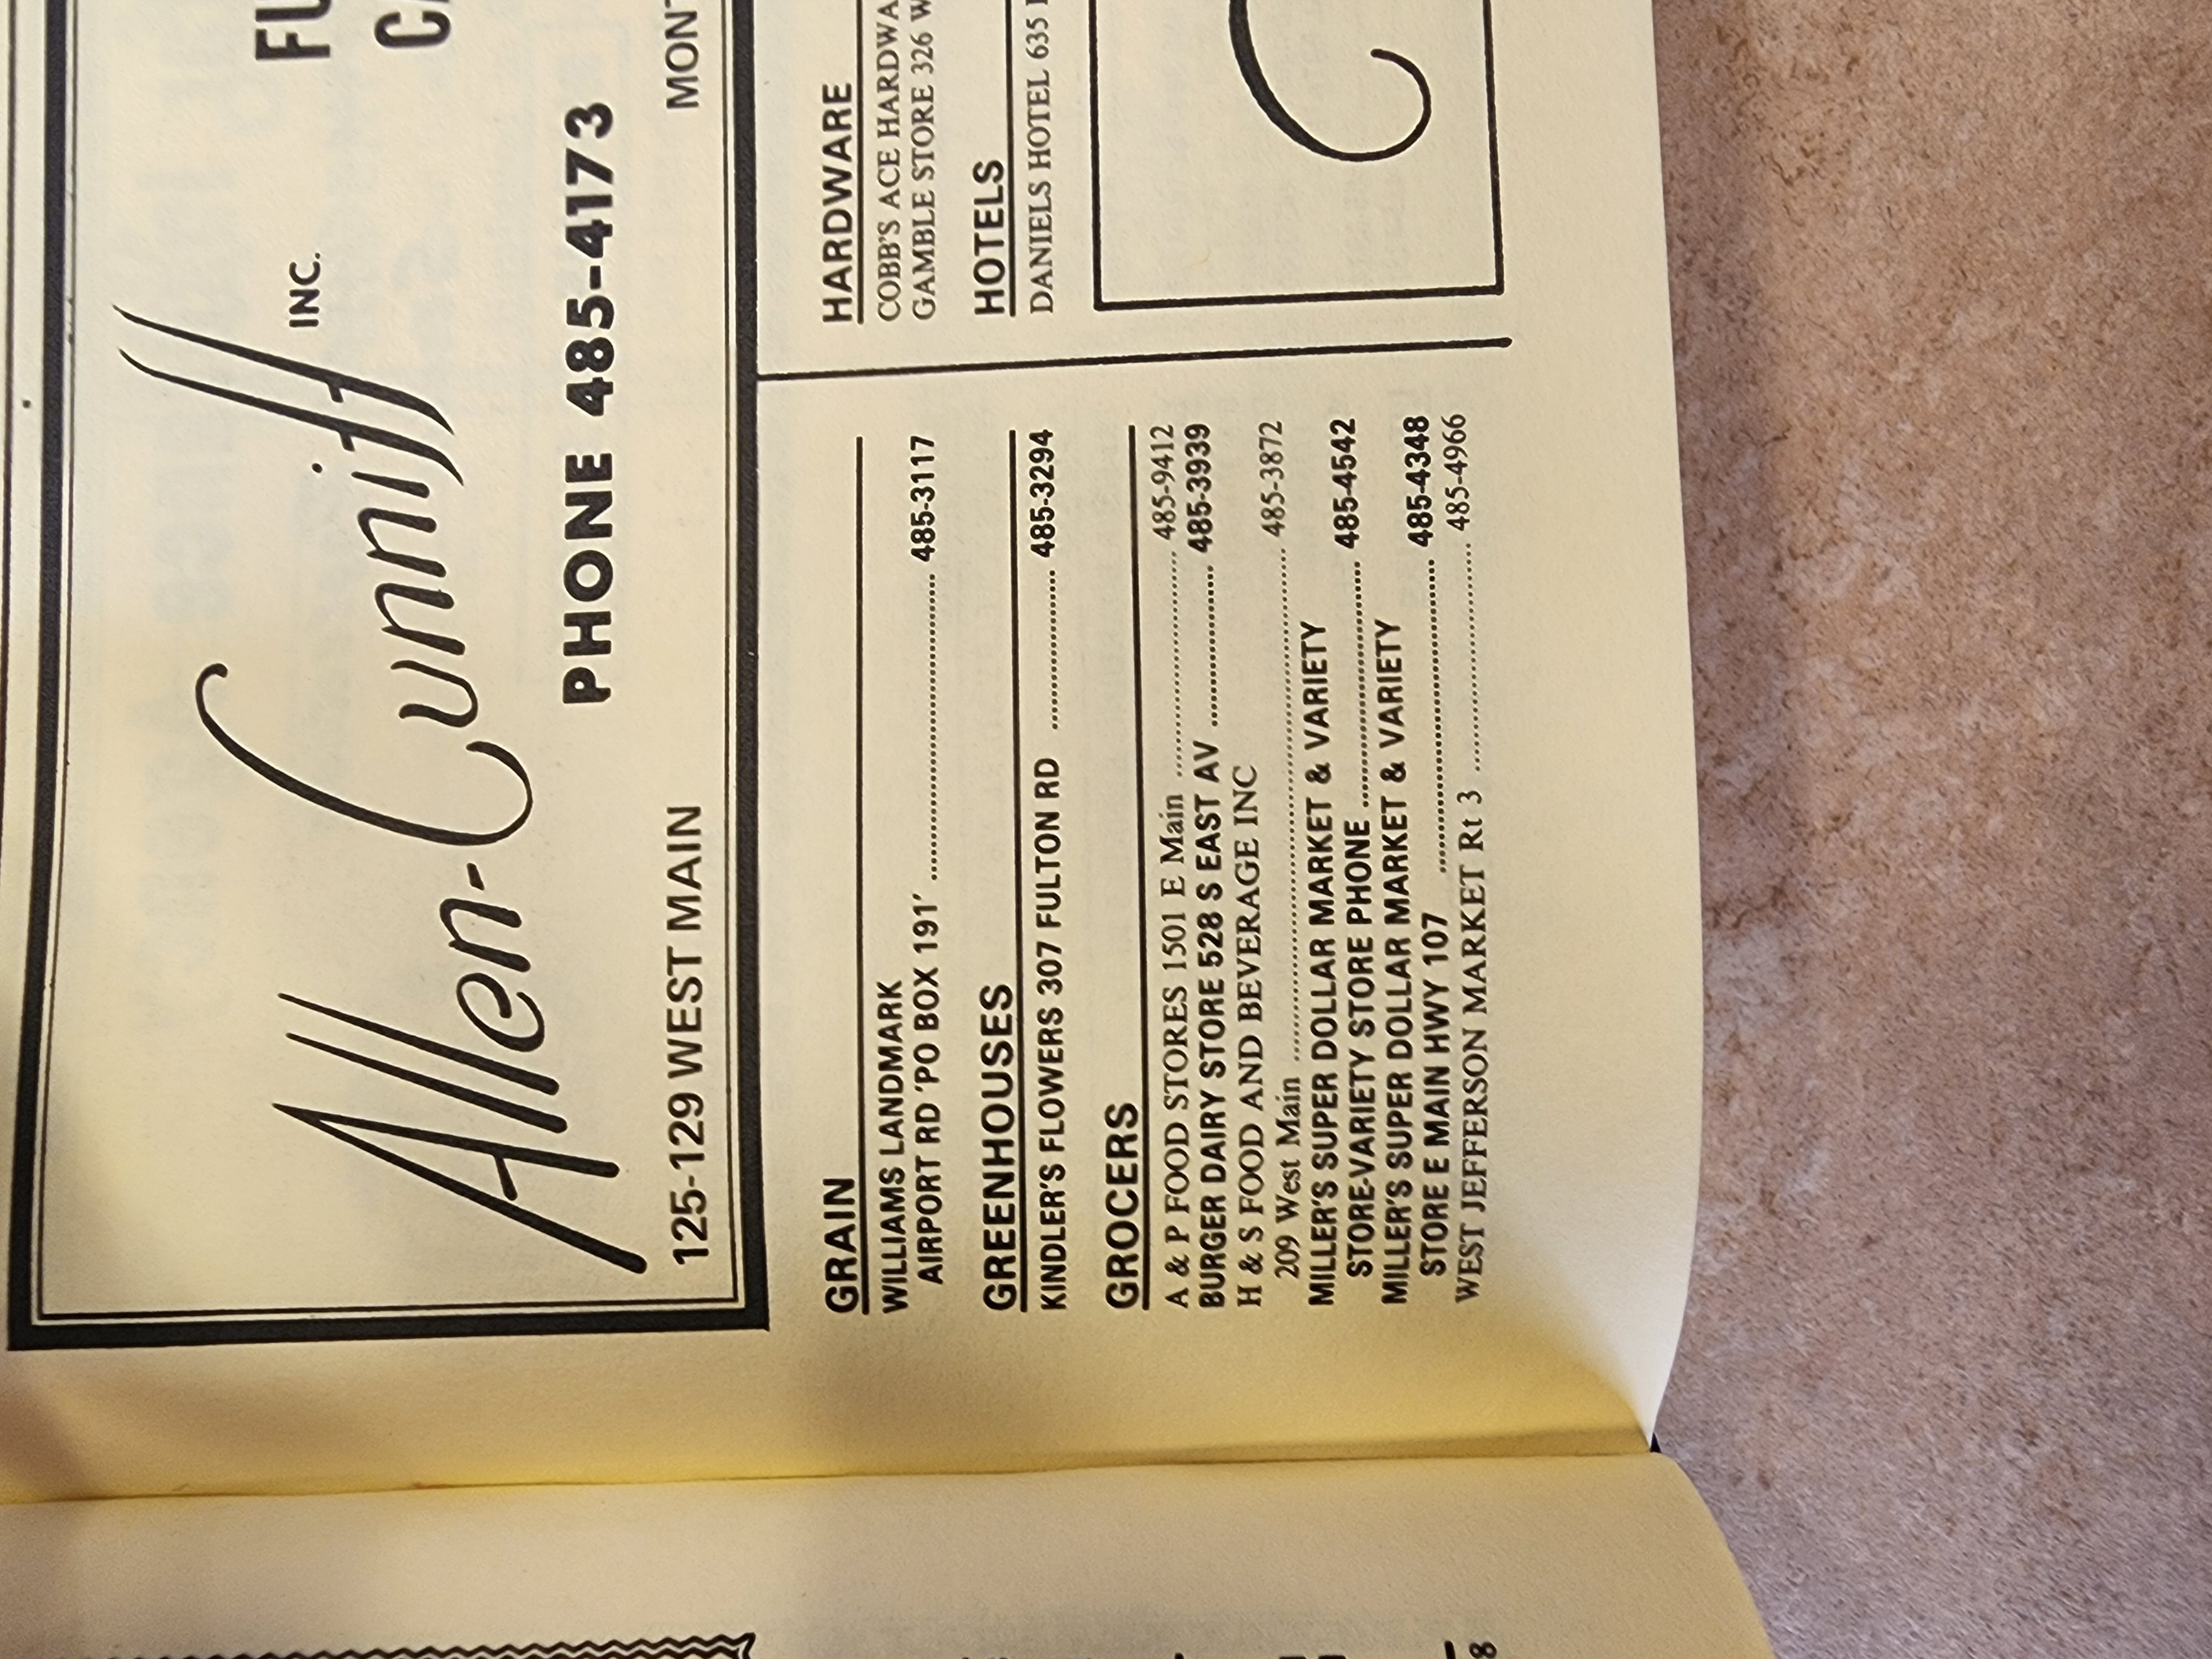 Allen-Cunniff INC.
PHONE 485-4173
125-129 WEST MAIN
GRAIN
WILLIAMS LANDMARK
AIRPORT RD 'PO BOX 191' 485-3117
GREENHOUSES
KINDLER'S FLOWERS 307 FULTON RD 485-3294
GROCERS
A & P FOOD STORES 1501 E Main 485-9412
BURGER DAIRY STORE 528 S EAST AV 485-3939
H & S FOOD AND BEVERAGE INC
209 West Main 485-3872
MILLER'S SUPER DOLLAR MARKET & VARIETY
STORE-VARIETY STORE PHONE 485-4542
MILLER'S SUPER DOLLAR MARKET & VARIETY
STORE E MAIN HWY 107 485-4348
WEST JEFFERSON MARKET Rt 3 485-4966
HARDWARE
COBB'S ACE
GAMBLE STORE 326
HOTELS
DANIELS HOTEL 635